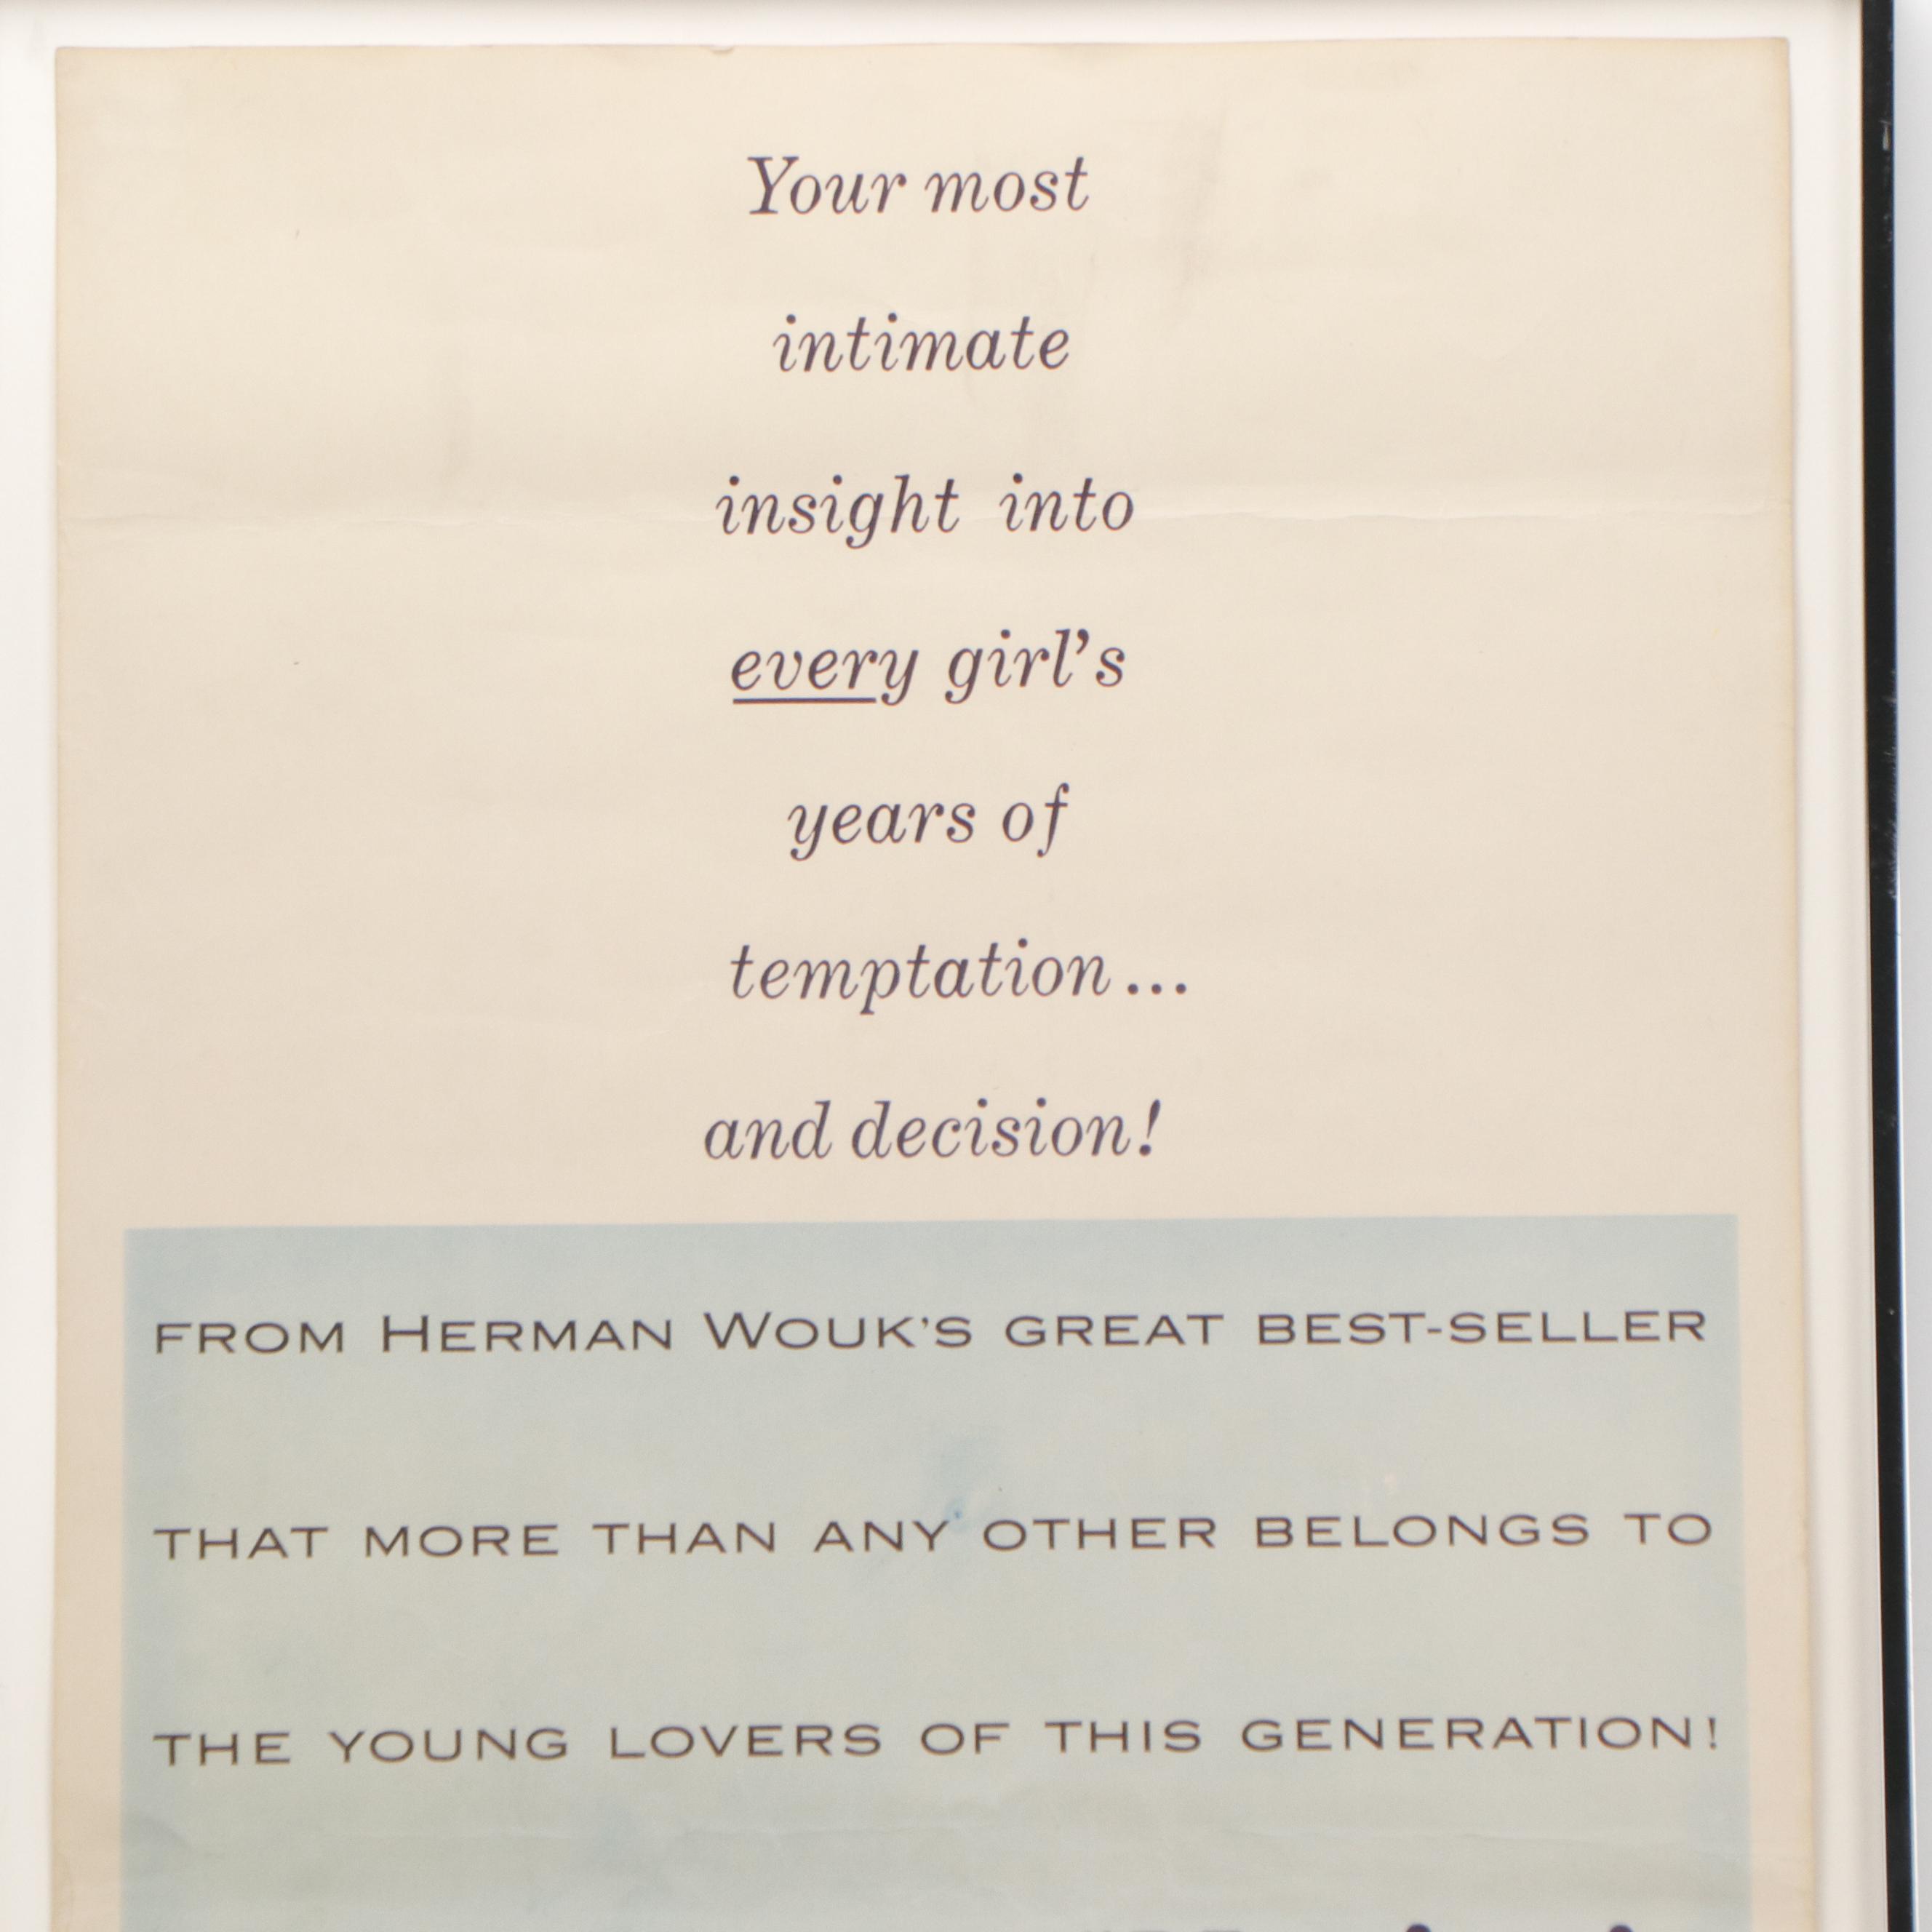 Your most
intimate
insight into
every girl's
years of
temptation...
and decision!
FROM HERMAN WOUK'S GREAT BEST-SELLER
THAT MORE THAN ANY OTHER BELONGS TO
THE YOUNG LOVERS OF THIS GENERATION!